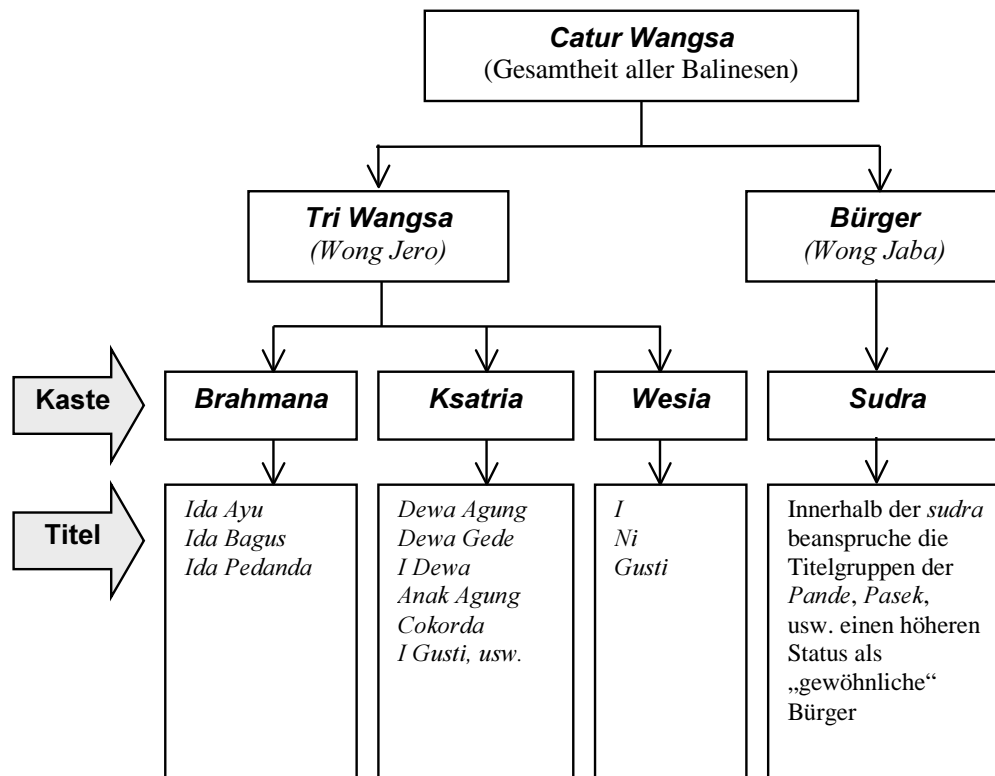 Catur Wangsa
(Gesamtheit aller Balinesen)
Tri Wangsa
(Wong Jero)
Bürger
(Wong Jaba)
Kaste
Brahmana
Ksatria
Wesia
Sudra
Titel
Ida Ayu
Ida Bagus
Ida Pedanda
Dewa Agung
Dewa Gede
I Dewa
Anak Agung
Cokorda
I Gusti, usw.
I
Ni
Gusti
Innerhalb der sudra
beanspruche die
Titelgruppen der
Pande, Pasek,
usw. einen höheren
Status als
„gewöhnliche“
Bürger